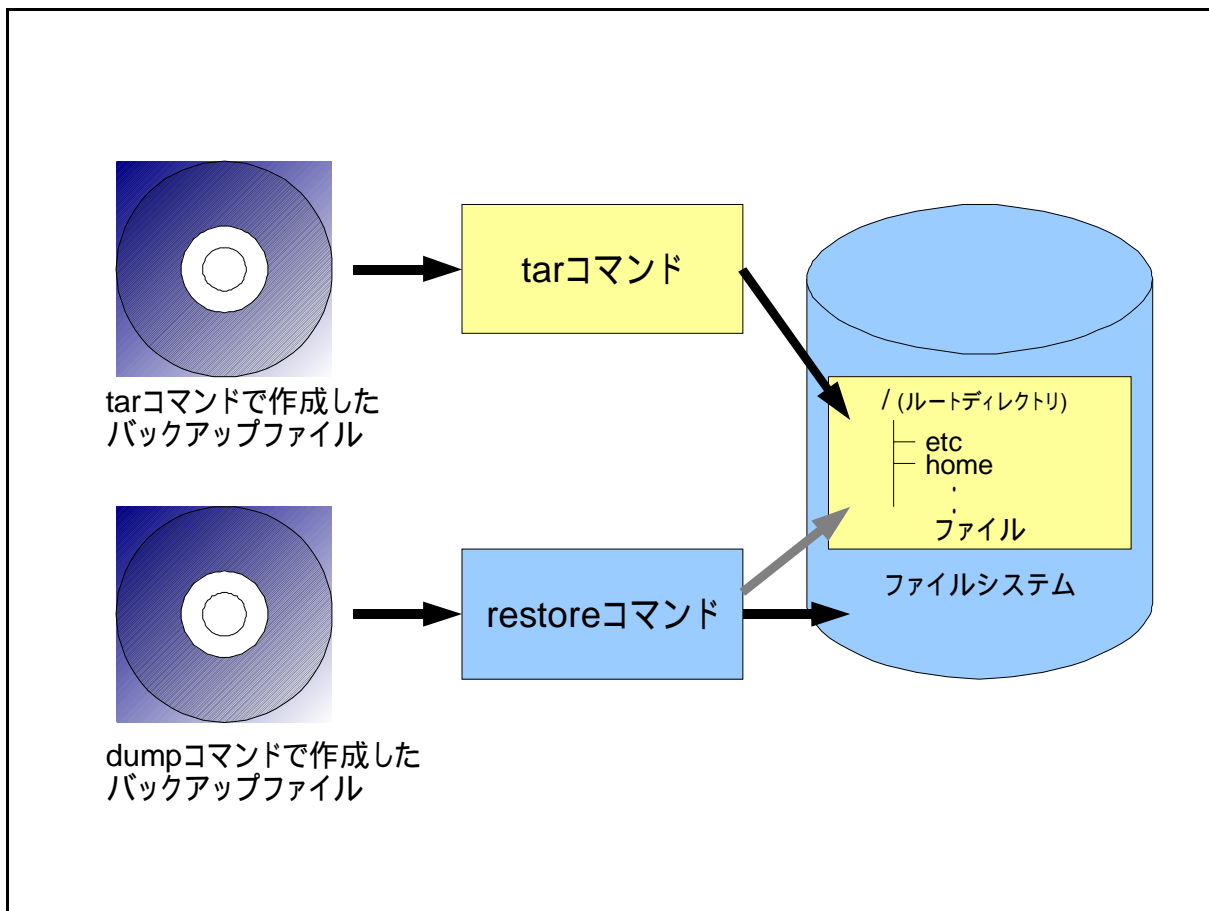 tarコマンド
tarコマンドで作成した
バックアップファイル
/ (ルートディレクトリ)
etc
home
.
.
ファイル
ファイルシステム
restoreコマンド
dumpコマンドで作成した
バックアップファイル